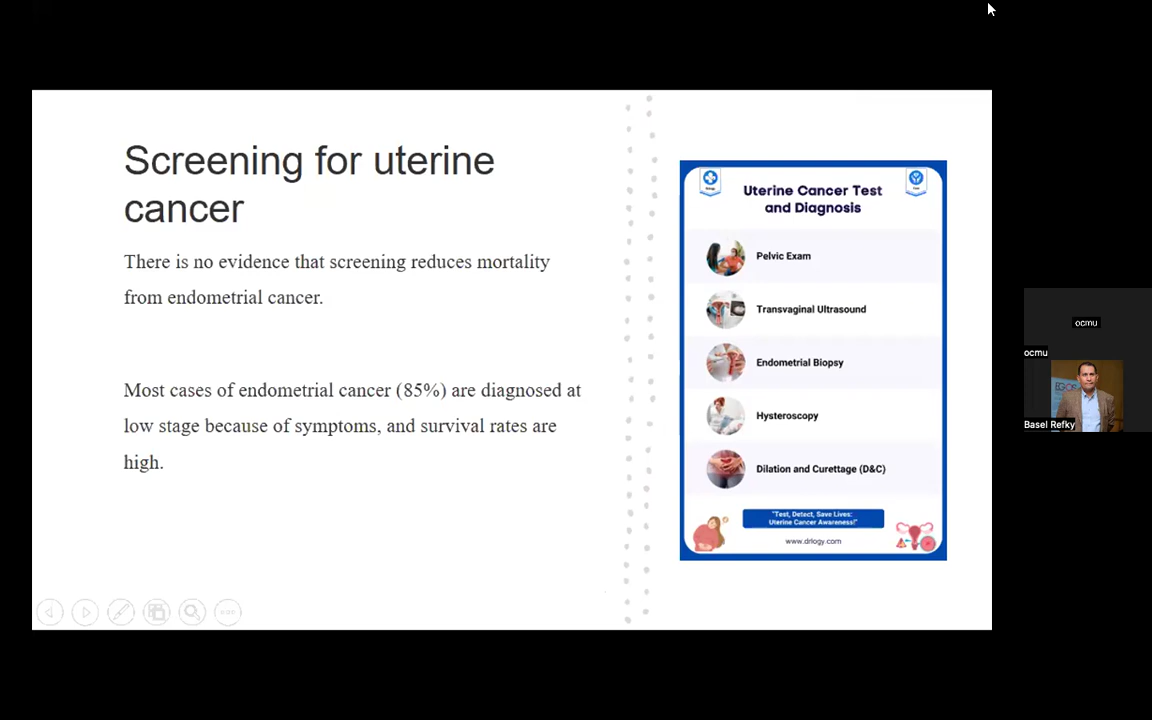 Screening for uterine
cancer
There is no evidence that screening reduces mortality
from endometrial cancer.
Most cases of endometrial cancer (85%) are diagnosed at
low stage because of symptoms, and survival rates are
high.
Uterine Cancer Test
and Diagnosis
Pelvic Exam
Transvaginal Ultrasound
Endometrial Biopsy
Hysteroscopy
Dilation and Curettage (D&C)
"Test, Detect, Save Lives:
Uterine Cancer Awareness!"
www.drlogy.com
ocmu
ocmu
Basel Refky